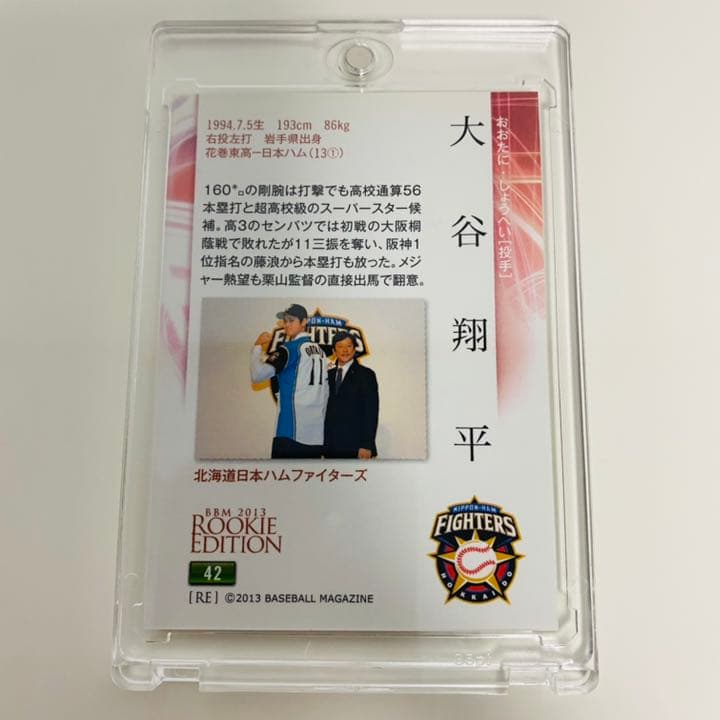 1994.7.5生 193cm 86kg
右投左打 岩手県出身
花巻東高ー日本ハム(13①)
160㌔の剛腕は打撃でも高校通算56
本塁打と超高校級のスーパースター候
補。高3のセンバツでは初戦の大阪桐
蔭戦で敗れたが11三振を奪い、阪神1
位指名の藤浪から本塁打も放った。メジ
ャー熱望も栗山監督の直接出馬で翻意。
大谷翔平
おおたに・しょうへい[投手]
NIPPON-HAM
FIGHTERS
11
北海道日本ハムファイターズ
BBM 2013
ROOKIE
EDITION
42
[RE] ©2013 BASEBALL MAGAZINE
NIPPON-HAM
FIGHTERS
HOKKAIDO